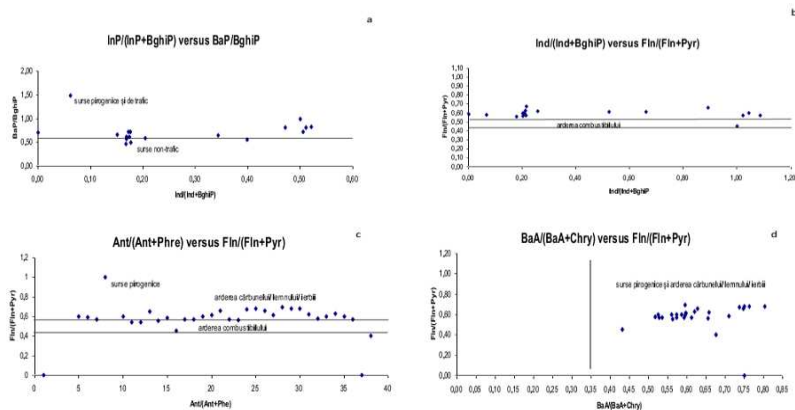 a
InP/(InP+BghiP) versus BaP/BghiP
BaP/BghiP
2,00
1,50
1,00
0,50
0,00
surse pirogenice și de trafic
surse non-trafic
0,00 0,10 0,20 0,30 0,40 0,50 0,60
Ind/(Ind+BghiP)
b
Ind/(Ind+BghiP) versus Fln/(Fln+Pyr)
Fln/(Fln+Pyr)
1,10
1,00
0,90
0,80
0,70
0,60
0,50
0,40
0,30
0,20
0,10
0,00
arderea combustibilului
0,00 0,20 0,40 0,60 0,80 1,00 1,20
Ind/(Ind+BghiP
c
Ant/(Ant+Phre) versus Fln/(Fln+Pyr)
Fln/(Fln+Pyr)
1,4
1,2
1
0,8
0,6
0,4
0,2
0
surse pirogenice
arderea cărbunelui/lemnului/ierbii
arderea combustibilului
0 5 10 15 20 25 30 35 40
Ant/(Ant+Phe)
d
BaA/(BaA+Chry) versus Fln/(Fln+Pyr)
Fln/(Fln+Pyr)
1,20
1,00
0,80
0,60
0,40
0,20
0,00
surse pirogenice și arderea cărbunelui/lemnului/ierbii
0,00 0,05 0,10 0,15 0,20 0,25 0,30 0,35 0,40 0,45 0,50 0,55 0,60 0,65 0,70 0,75 0,80 0,85
BaA/(BaA+Chry)